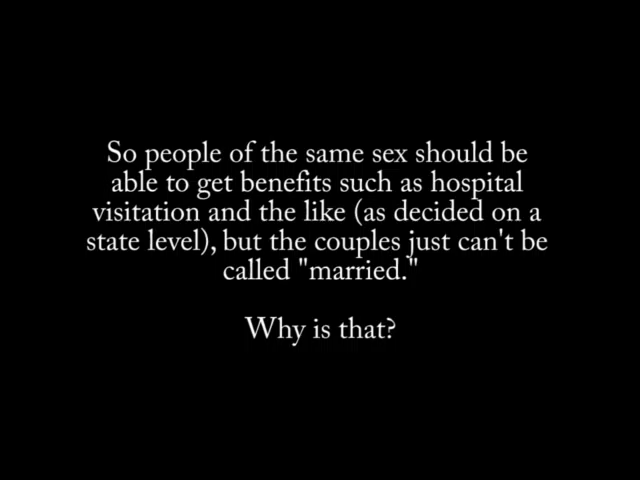 So people of the same sex should be
able to get benefits such as hospital
visitation and the like (as decided on a
state level), but the couples just can't be
called "married."
Why is that?